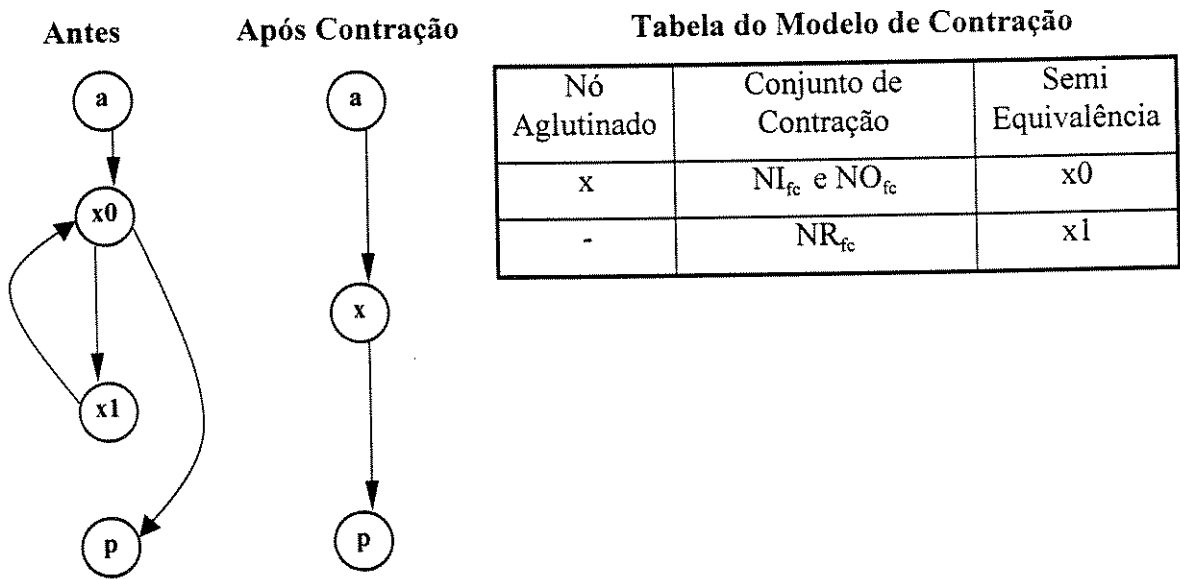 Antes
Após Contração
Tabela do Modelo de Contração
a
x0
x1
p
a
x
p
Nó Aglutinado
Conjunto de Contração
Semi Equivalência
x
NI_fc e NO_fc
x0
-
NR_fc
x1